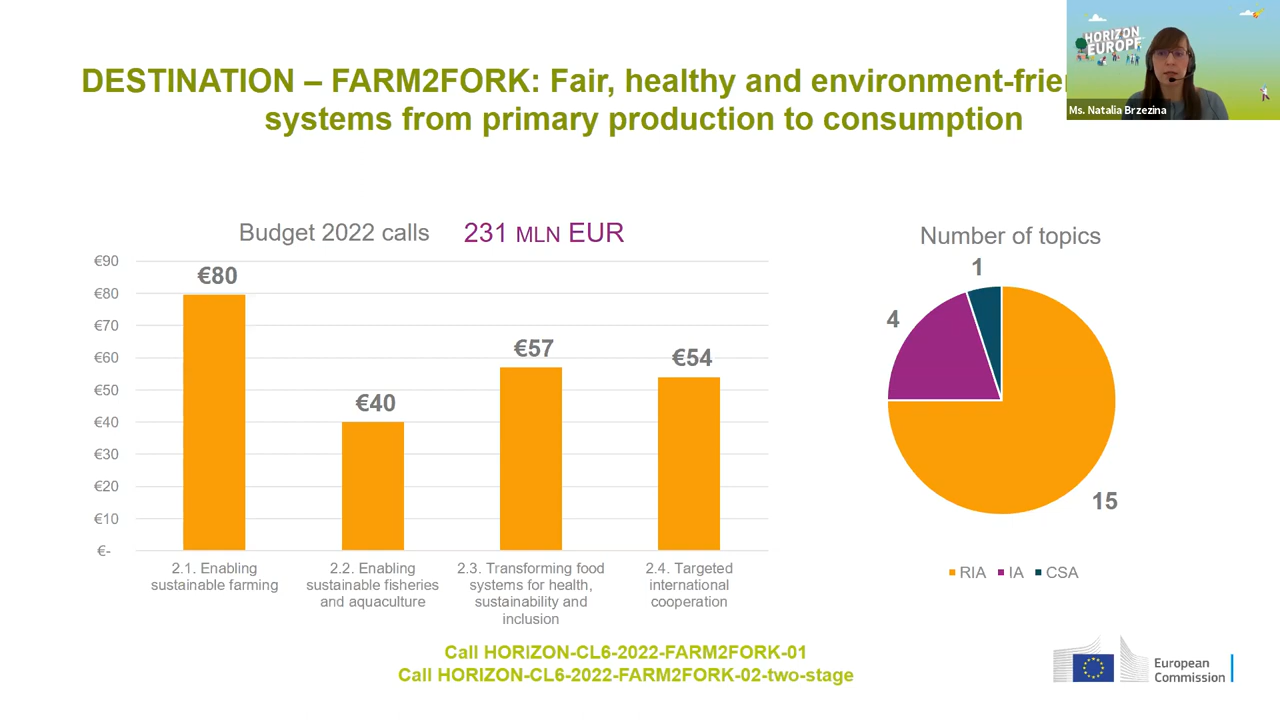 HORIZON
EUROPE
Ms. Natalia Brzezina
DESTINATION – FARM2FORK: Fair, healthy and
systems from primary production to consumption
Budget 2022 calls 231 MLN EUR
€90
€80
€70
€60
€50
€40
€30
€20
€10
€-
€80
€40
€57
€54
2.1. Enabling
sustainable farming
2.2. Enabling
sustainable fisheries
and aquaculture
2.3. Transforming food
systems for health,
sustainability and
inclusion
2.4. Targeted
international
cooperation
Number of topics
1
4
15
RIA IA CSA
Call HORIZON-CL6-2022-FARM2FORK-01
Call HORIZON-CL6-2022-FARM2FORK-02-two-stage
European
Commission